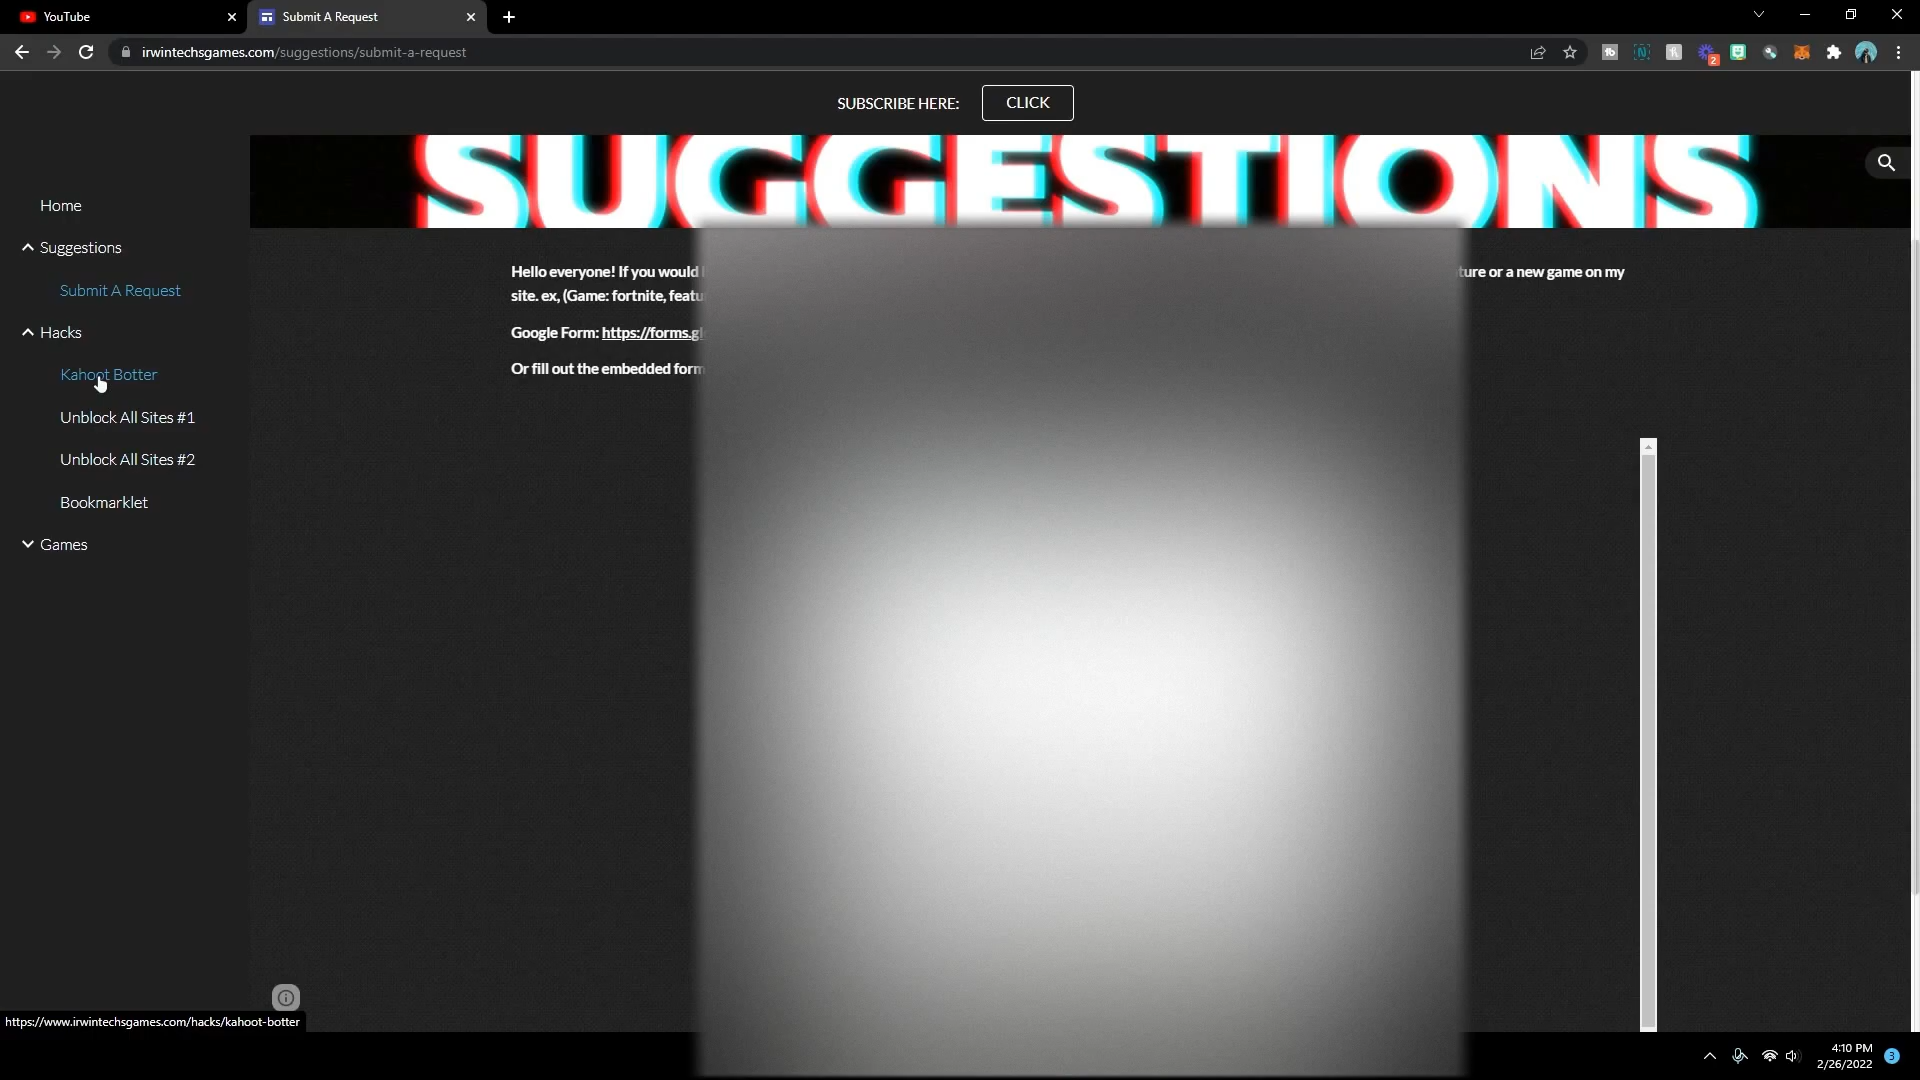 YouTube
Submit A Request
irwintechsgames.com/suggestions/submit-a-request
2
SUBSCRIBE HERE: CLICK
SUGGESTIONS
Home
Suggestions
Submit A Request
Hacks
Kahoot Botter
Unblock All Sites #1
Unblock All Sites #2
Bookmarklet
Games
Hello everyone! If you would ture or a new game on my
site. ex, (Game: fortnite, featu
Google Form: https://forms.gl
Or fill out the embedded form
https://www.irwintechsgames.com/hacks/kahoot-botter
4:10 PM
2/26/2022
3